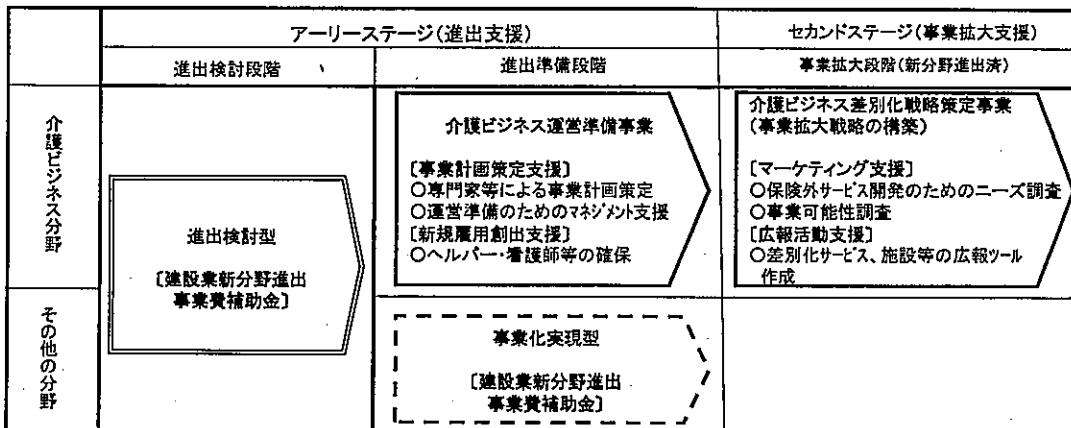 アーリーステージ(進出支援)
セカンドステージ(事業拡大支援)
進出検討段階
進出準備段階
事業拡大段階(新分野進出済)
介護ビジネス分野
進出検討型
[建設業新分野進出
事業費補助金]
介護ビジネス運営準備事業
[事業計画策定支援]
○専門家等による事業計画策定
○運営準備のためのマネジメント支援
[新規雇用創出支援]
○ヘルパー・看護師等の確保
介護ビジネス差別化戦略策定事業
(事業拡大戦略の構築)
[マーケティング支援]
○保険外サービス開発のためのニーズ調査
○事業可能性調査
[広報活動支援]
○差別化サービス、施設等の広報ツール
作成
その他の分野
事業化実現型
[建設業新分野進出
事業費補助金]